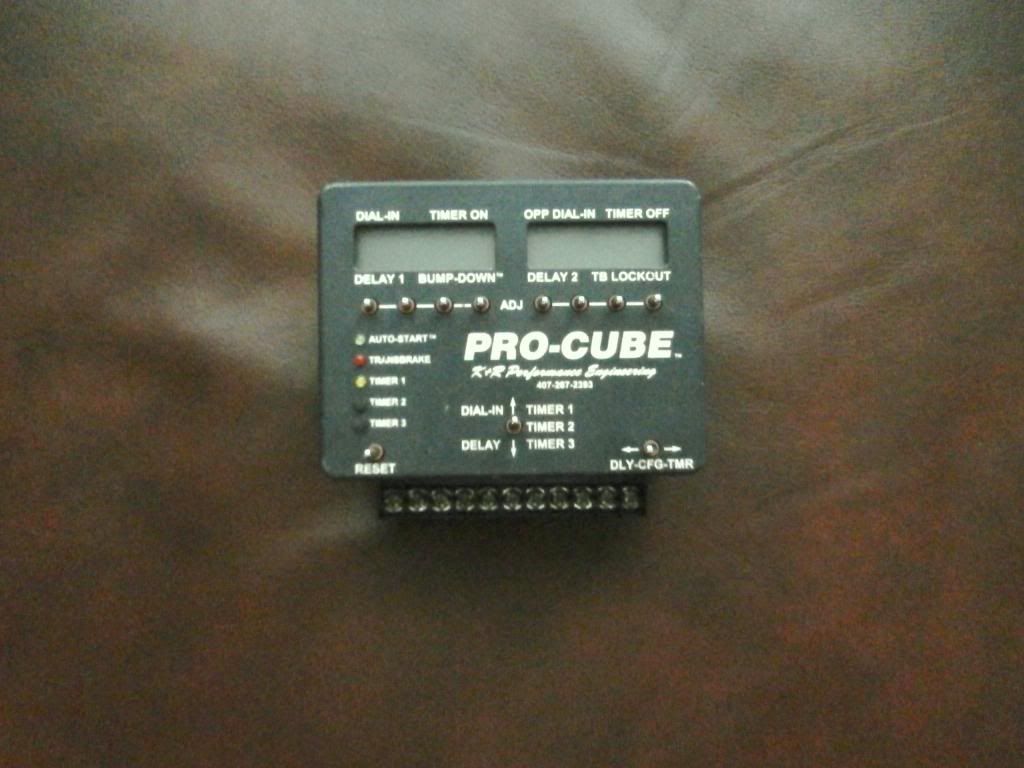 DIAL-IN TIMER ON OPP DIAL-IN TIMER OFF
DELAY 1 BUMP-DOWN™ DELAY 2 TB LOCKOUT
ADJ
AUTO-START™
TRANSBRAKE
TIMER 1
TIMER 2
TIMER 3
RESET
PRO-CUBE™
K&R Performance Engineering
407-267-2393
DIAL-IN TIMER 1
TIMER 2
DELAY TIMER 3
DLY-CFG-TMR